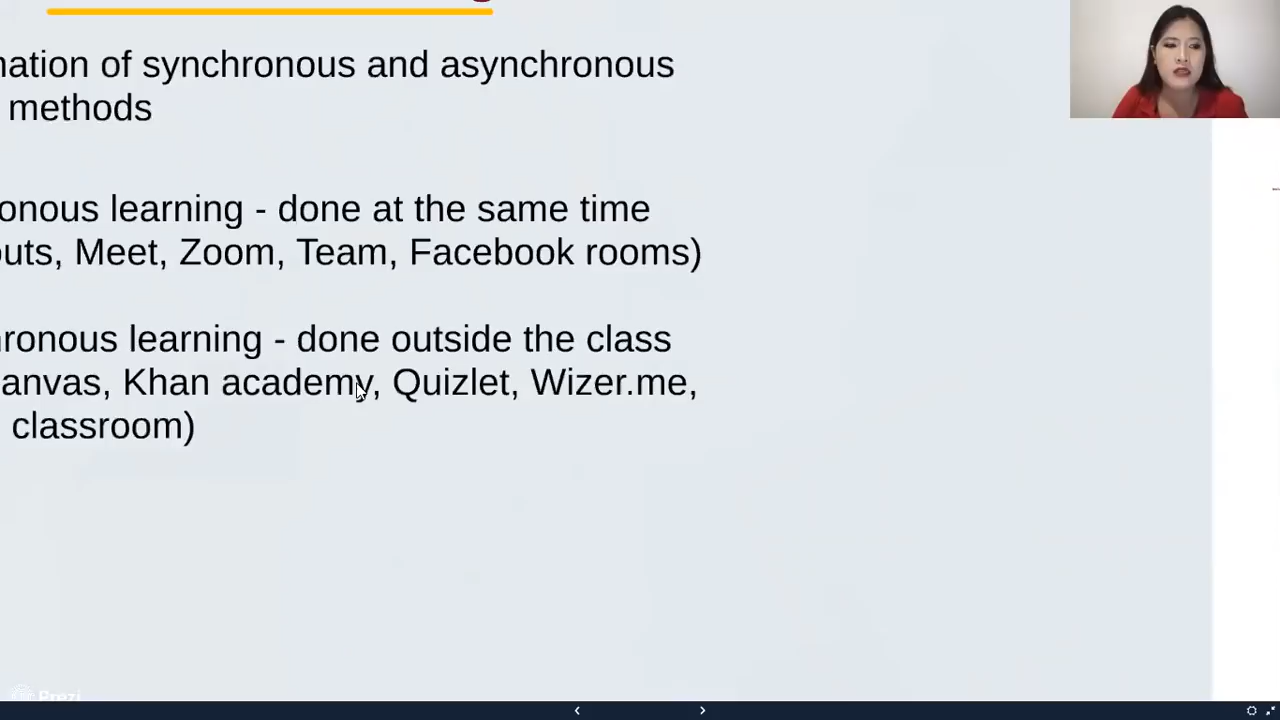 nation of synchronous and asynchronous
methods
onous learning - done at the same time
outs, Meet, Zoom, Team, Facebook rooms)
ronous learning - done outside the class
anvas, Khan academy, Quizlet, Wizer.me,
classroom)
Prezi